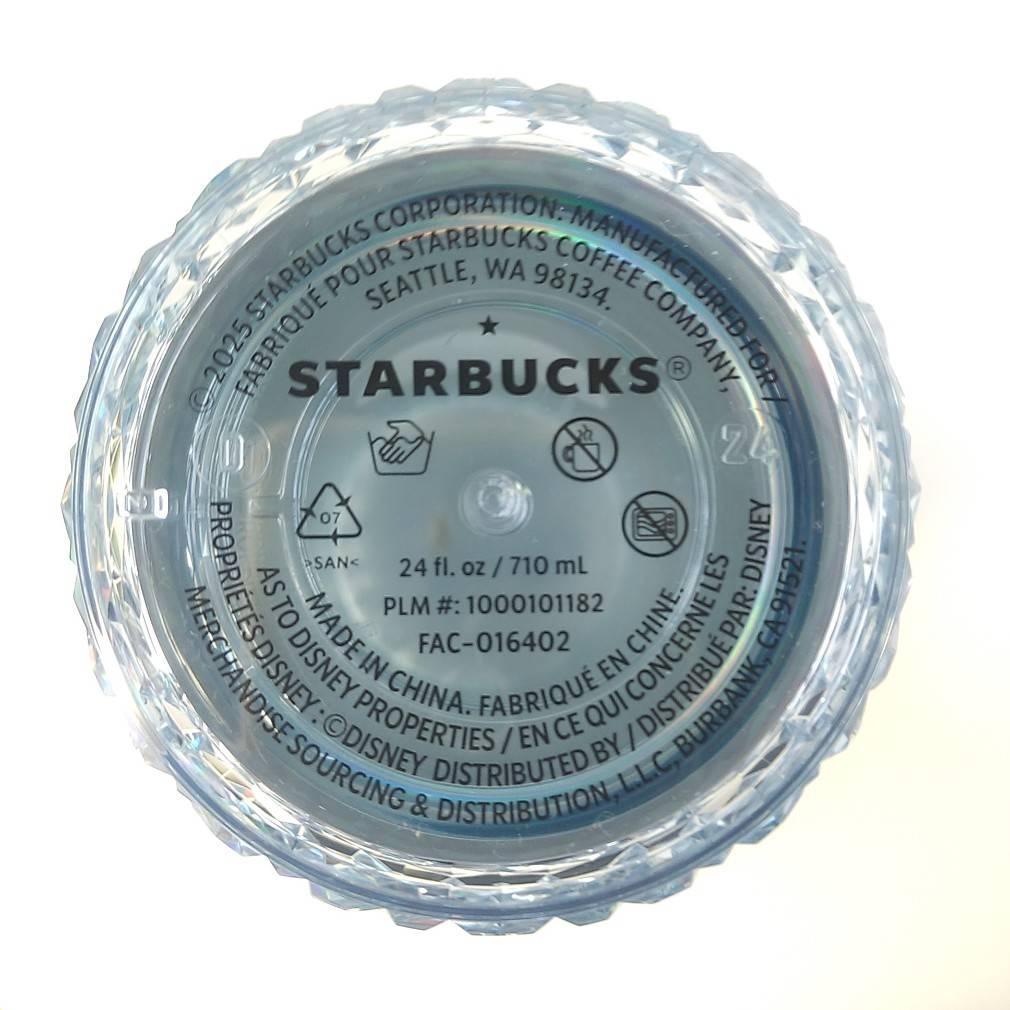 © 2025 STARBUCKS CORPORATION. MANUFACTURED FOR /
FABRIQUÉ POUR STARBUCKS COFFEE COMPANY,
SEATTLE, WA 98134.
STARBUCKS®
24
07
>SAN<
24 fl. oz / 710 mL
PLM #: 1000101182
FAC-016402
MADE IN CHINA. FABRIQUÉ EN CHINE.
AS TO DISNEY PROPERTIES / EN CE QUI CONCERNE LES
PROPRIÉTÉS DISNEY : ©DISNEY DISTRIBUTED BY / DISTRIBUÉ PAR: DISNEY
MERCHANDISE SOURCING & DISTRIBUTION, L.L.C, BURBANK, CA 91521.